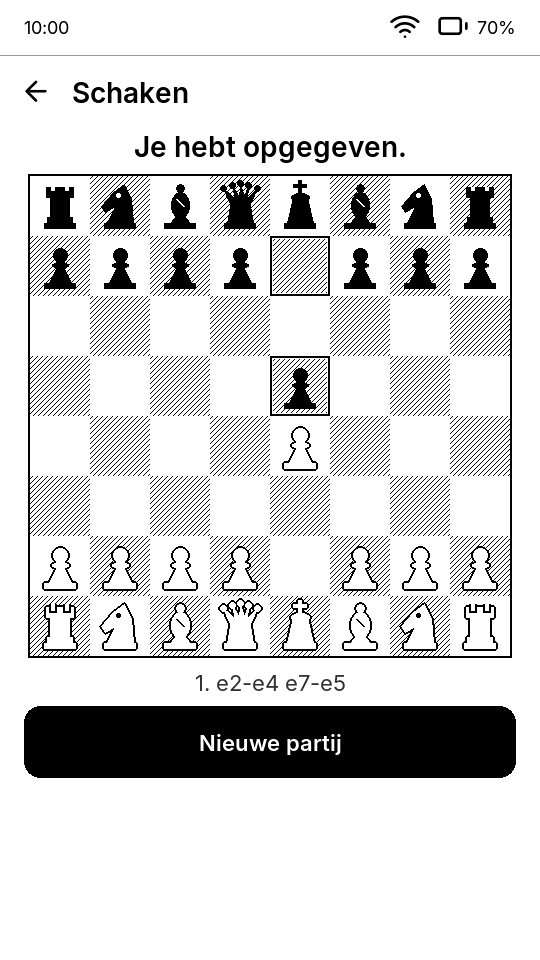 10:00
70%
Schaken
Je hebt opgegeven.
1. e2-e4 e7-e5
Nieuwe partij